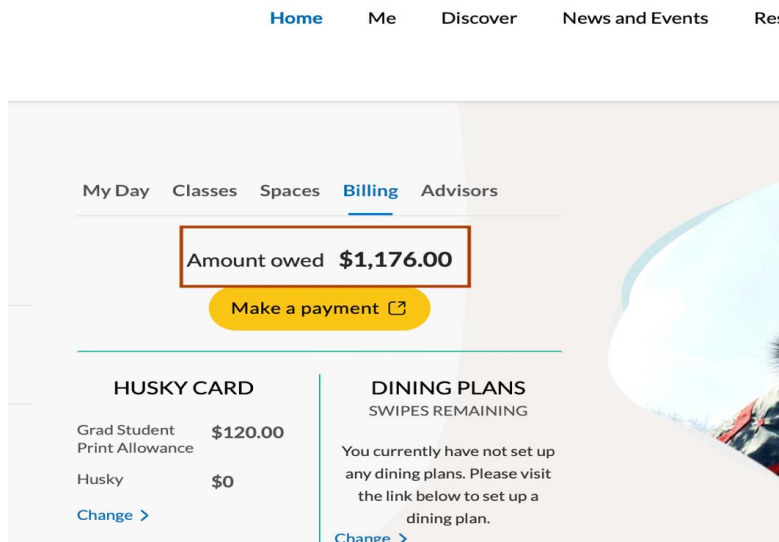 Home Me Discover News and Events
My Day Classes Spaces Billing Advisors
Amount owed $1,176.00
Make a payment
HUSKY CARD
Grad Student
Print Allowance $120.00
Husky $0
Change >
DINING PLANS
SWIPES REMAINING
You currently have not set up
any dining plans. Please visit
the link below to set up a
dining plan.
Change >